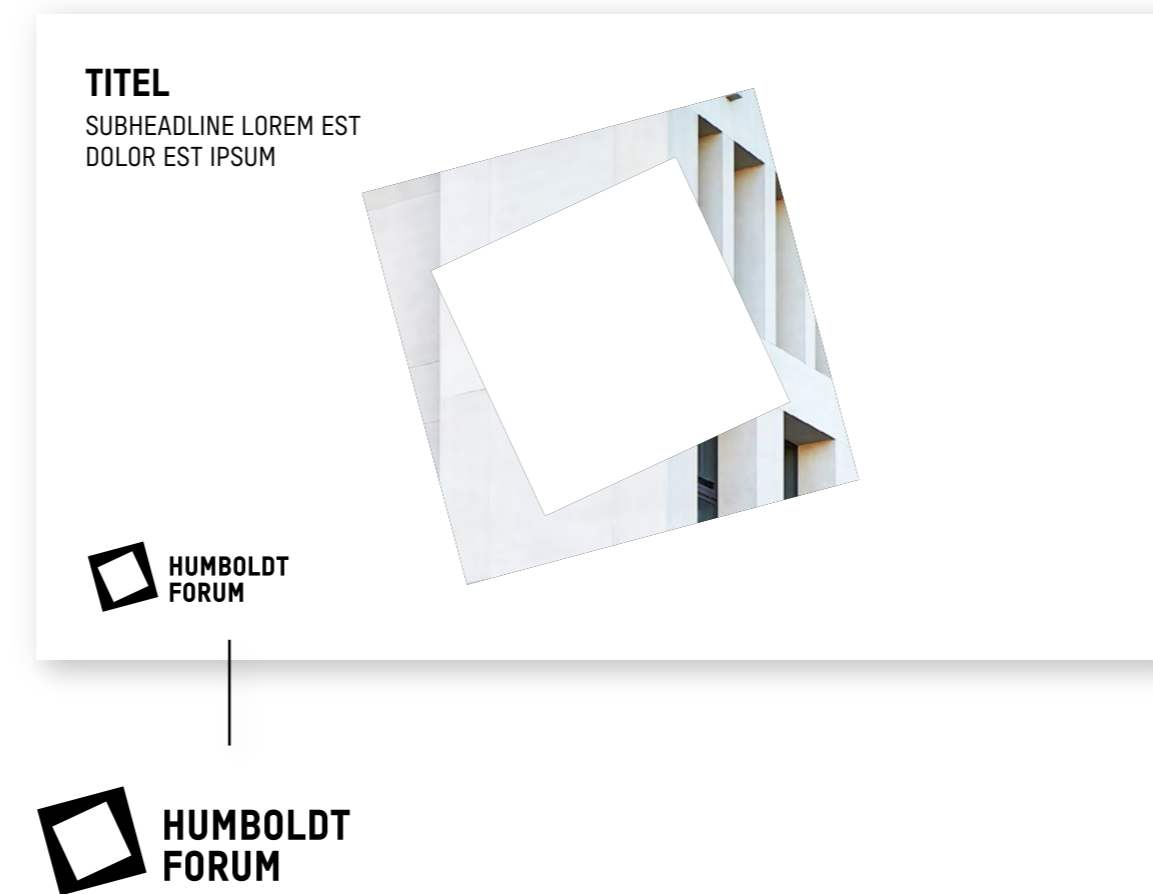 TITEL
SUBHEADLINE LOREM EST
DOLOR EST IPSUM
HUMBOLDT
FORUM
HUMBOLDT
FORUM